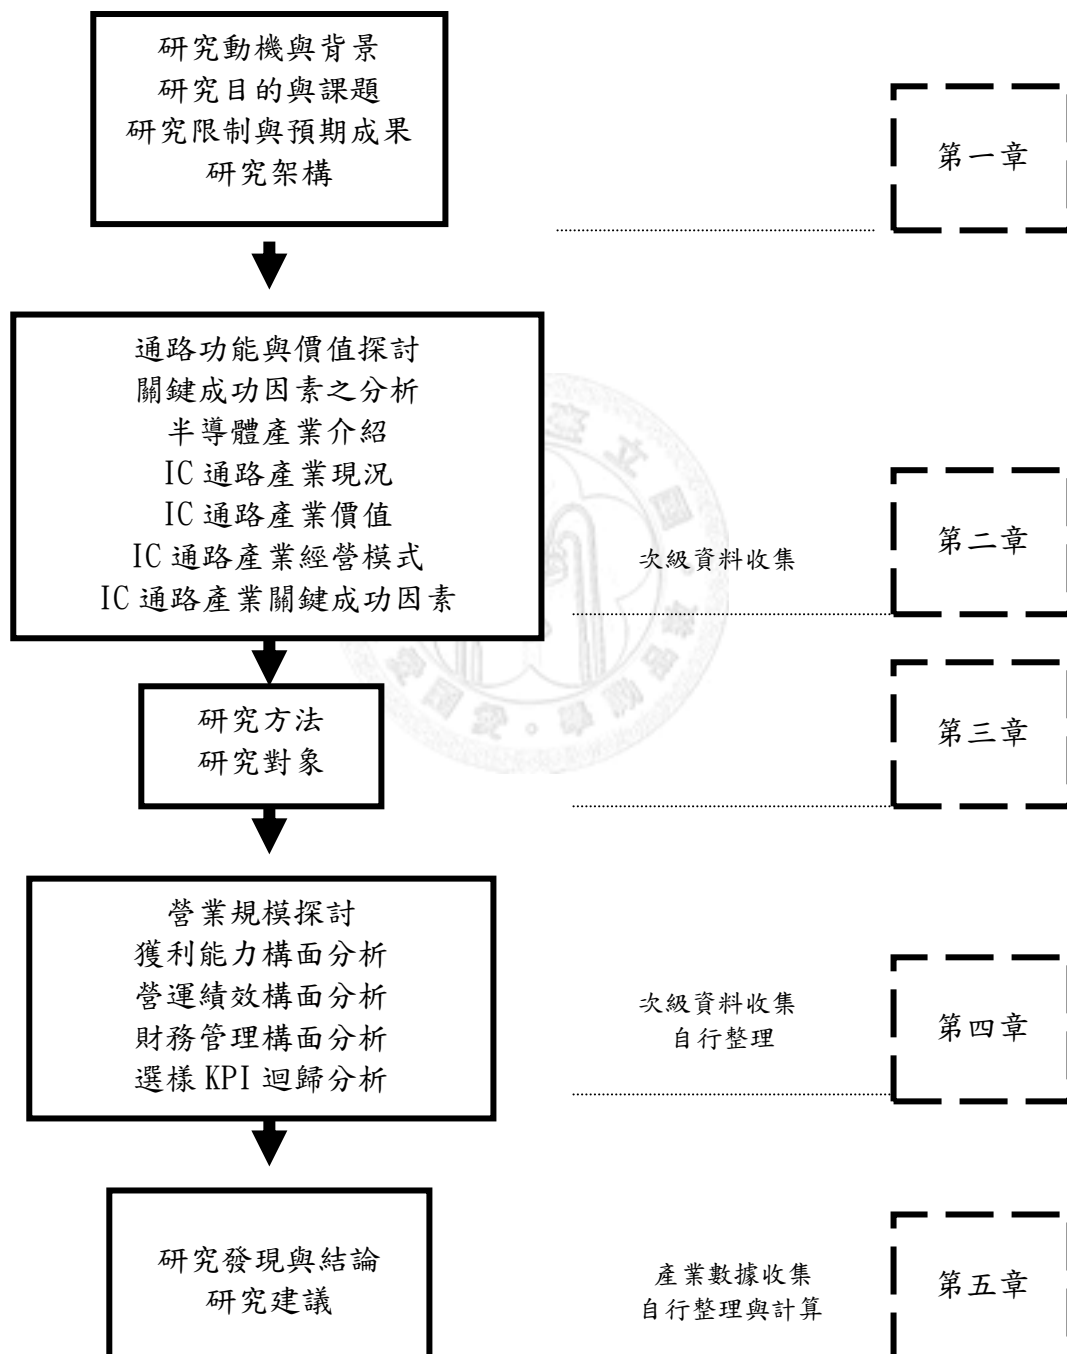 研究動機與背景
研究目的與課題
研究限制與預期成果
研究架構
第一章
通路功能與價值探討
關鍵成功因素之分析
半導體產業介紹
IC 通路產業現況
IC 通路產業價值
IC 通路產業經營模式
IC 通路產業關鍵成功因素
次級資料收集
第二章
研究方法
研究對象
第三章
營業規模探討
獲利能力構面分析
營運績效構面分析
財務管理構面分析
選樣 KPI 迴歸分析
次級資料收集
自行整理
第四章
研究發現與結論
研究建議
產業數據收集
自行整理與計算
第五章